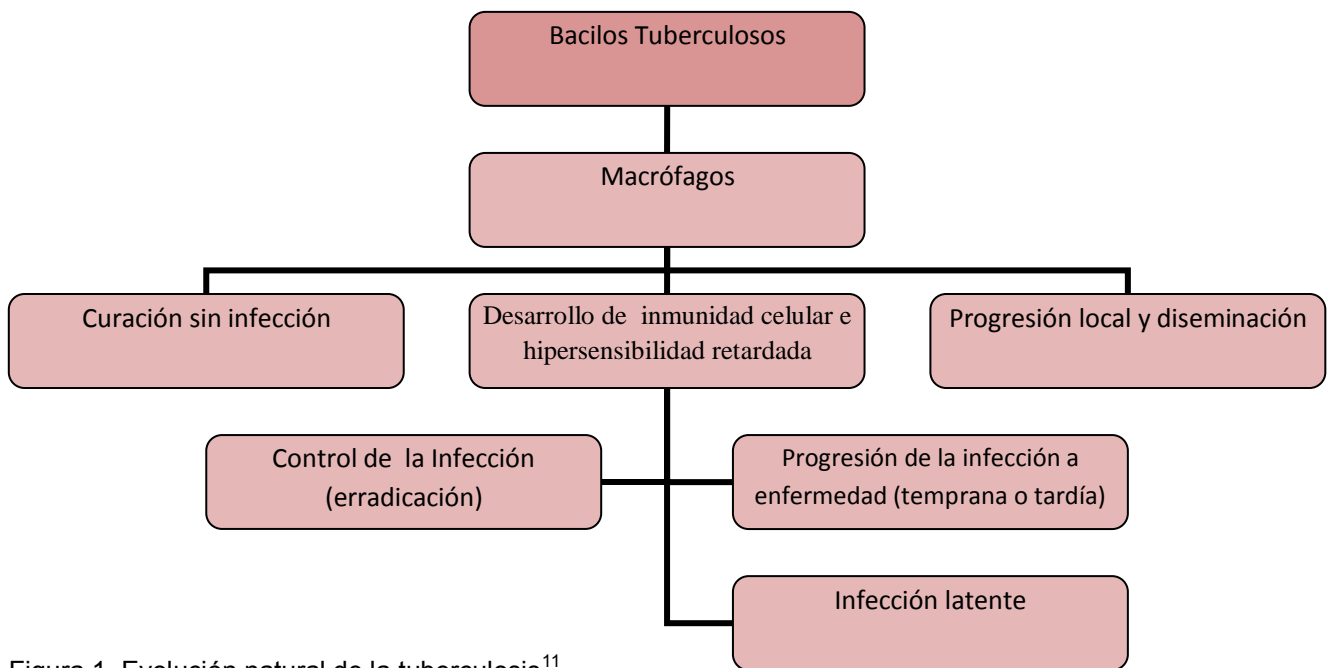 Bacilos Tuberculosos
Macrófagos
Curación sin infección
Desarrollo de inmunidad celular e
hipersensibilidad retardada
Progresión local y diseminación
Control de la Infección
(erradicación)
Progresión de la infección a
enfermedad (temprana o tardía)
Infección latente
Figura 1. Evolución natural de la tuberculosis11